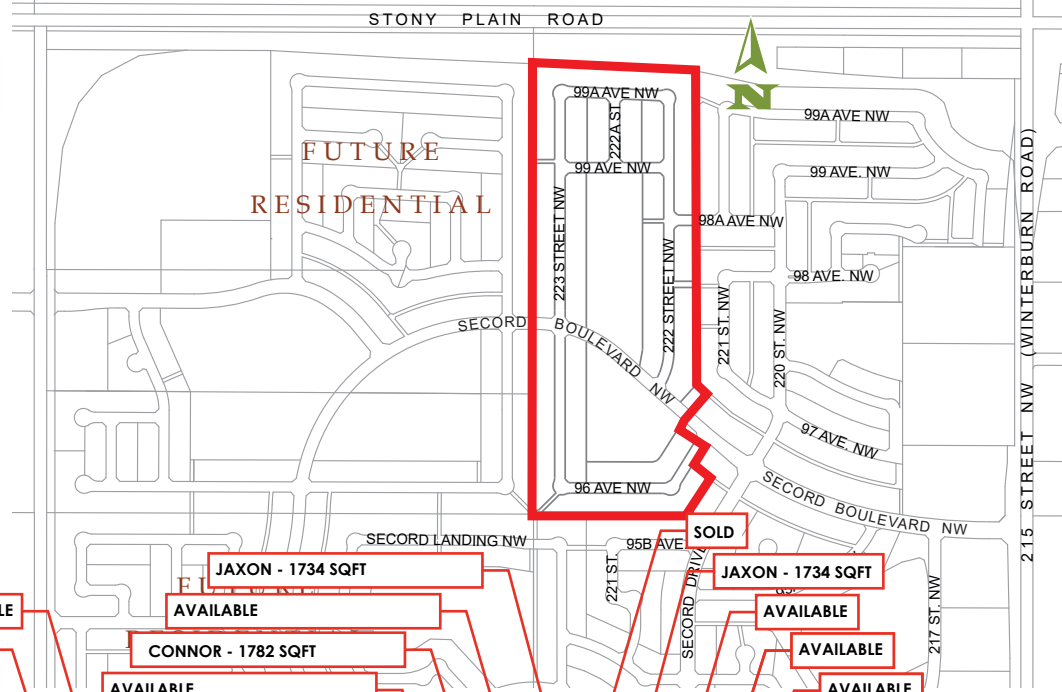 STONY PLAIN ROAD
N
99A AVE NW
222A ST
99 AVE NW
223 STREET NW
222 STREET NW
99A AVE NW
99 AVE. NW
98A AVE NW
98 AVE. NW
221 ST. NW
220 ST. NW
97 AVE. NW
FUTURE
RESIDENTIAL
SECORD BOULEVARD NW
SECORD BOULEVARD NW
215 STREET NW (WINTERBURN ROAD)
96 AVE NW
SECORD LANDING NW
95B AVE
221 ST.
SECORD DRIVE
217 ST. NW
SOLD
JAXON - 1734 SQFT
JAXON - 1734 SQFT
FUTURE
LE
AVAILABLE
AVAILABLE
CONNOR - 1782 SQFT
AVAILABLE
AVAILABLE
AVAILABLE